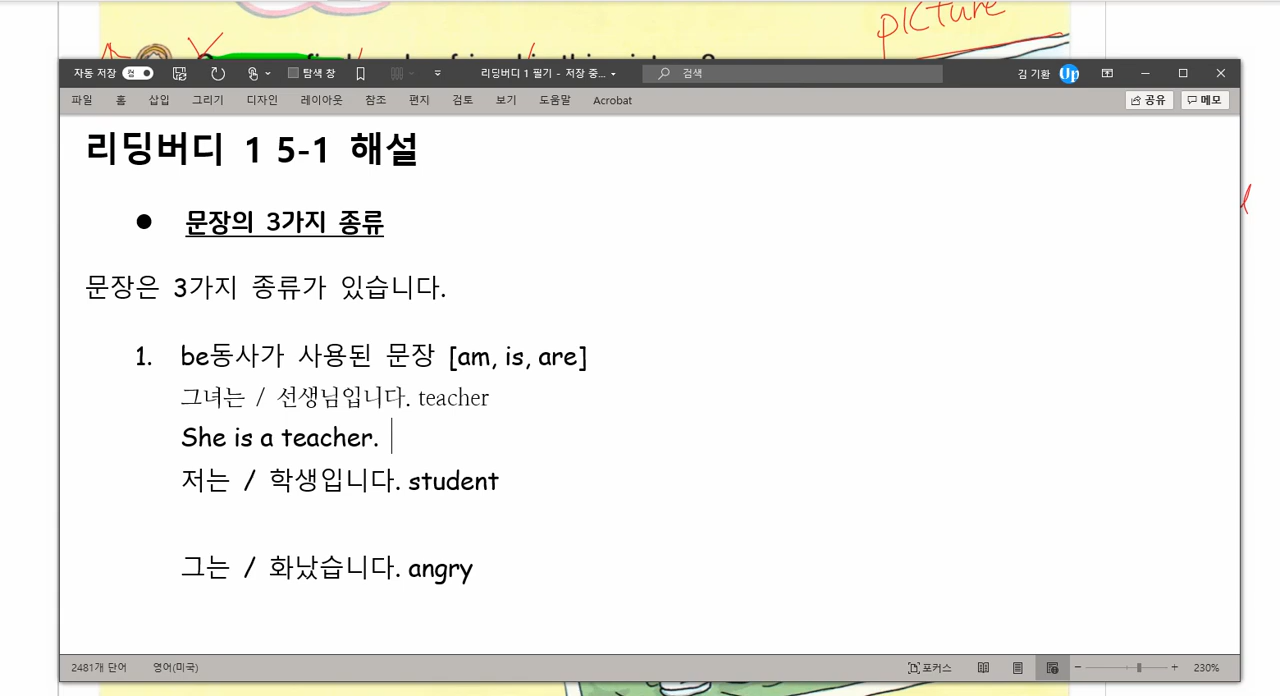 picture
자동 저장 컴 탐색 창 리딩버디 1 필기 - 저장 중... 검색 김 기환 Up
파일 홀 삽입 그리기 디자인 레이아웃 참조 편지 검토 보기 도움말 Acrobat 공유 메모
리딩버디 1 5-1 해설
● 문장의 3가지 종류
문장은 3가지 종류가 있습니다.
1. be동사가 사용된 문장 [am, is, are]
그녀는 / 선생님입니다. teacher
She is a teacher.
저는 / 학생입니다. student
그는 / 화났습니다. angry
2481개 단어 영어(미국) 포커스 230%